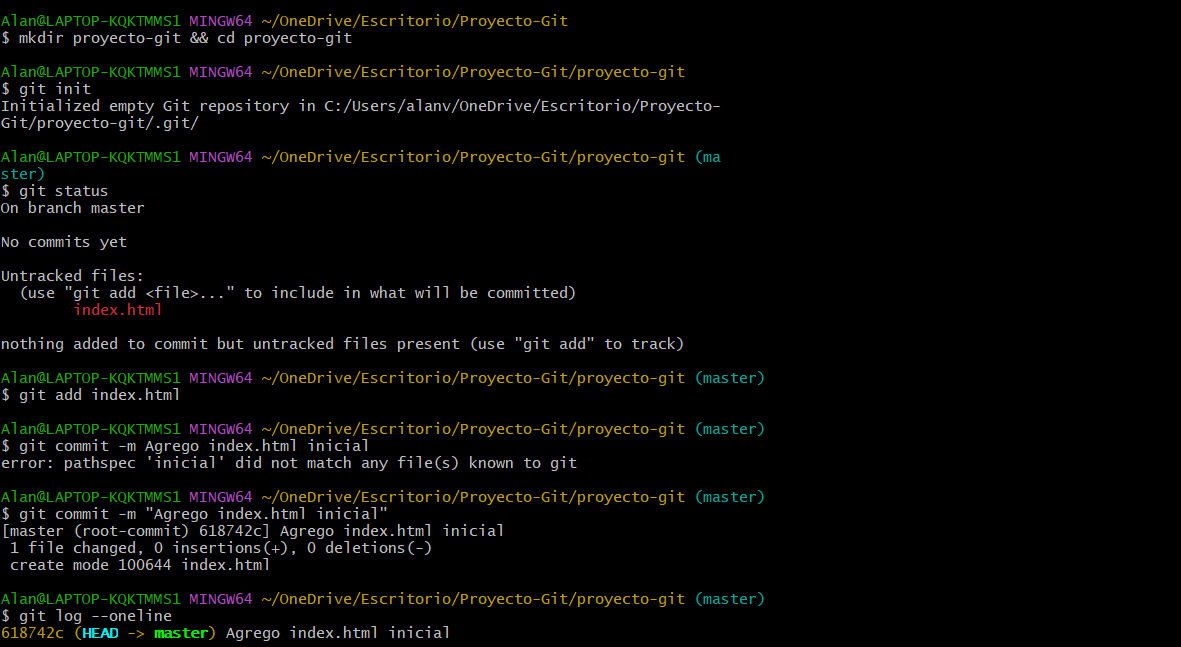 Alan@LAPTOP-KQKTMMS1 MINGW64 ~/OneDrive/Escritorio/Proyecto-Git
$ mkdir proyecto-git && cd proyecto-git
Alan@LAPTOP-KQKTMMS1 MINGW64 ~/OneDrive/Escritorio/Proyecto-Git/proyecto-git
$ git init
Initialized empty Git repository in C:/Users/alanv/OneDrive/Escritorio/Proyecto-
Git/proyecto-git/.git/
Alan@LAPTOP-KQKTMMS1 MINGW64 ~/OneDrive/Escritorio/Proyecto-Git/proyecto-git (ma
ster)
$ git status
On branch master
No commits yet
Untracked files:
  (use "git add <file>..." to include in what will be committed)
        index.html
nothing added to commit but untracked files present (use "git add" to track)
Alan@LAPTOP-KQKTMMS1 MINGW64 ~/OneDrive/Escritorio/Proyecto-Git/proyecto-git (master)
$ git add index.html
Alan@LAPTOP-KQKTMMS1 MINGW64 ~/OneDrive/Escritorio/Proyecto-Git/proyecto-git (master)
$ git commit -m Agrego index.html inicial
error: pathspec 'inicial' did not match any file(s) known to git
Alan@LAPTOP-KQKTMMS1 MINGW64 ~/OneDrive/Escritorio/Proyecto-Git/proyecto-git (master)
$ git commit -m "Agrego index.html inicial"
[master (root-commit) 618742c] Agrego index.html inicial
 1 file changed, 0 insertions(+), 0 deletions(-)
 create mode 100644 index.html
Alan@LAPTOP-KQKTMMS1 MINGW64 ~/OneDrive/Escritorio/Proyecto-Git/proyecto-git (master)
$ git log --oneline
618742c (HEAD -> master) Agrego index.html inicial